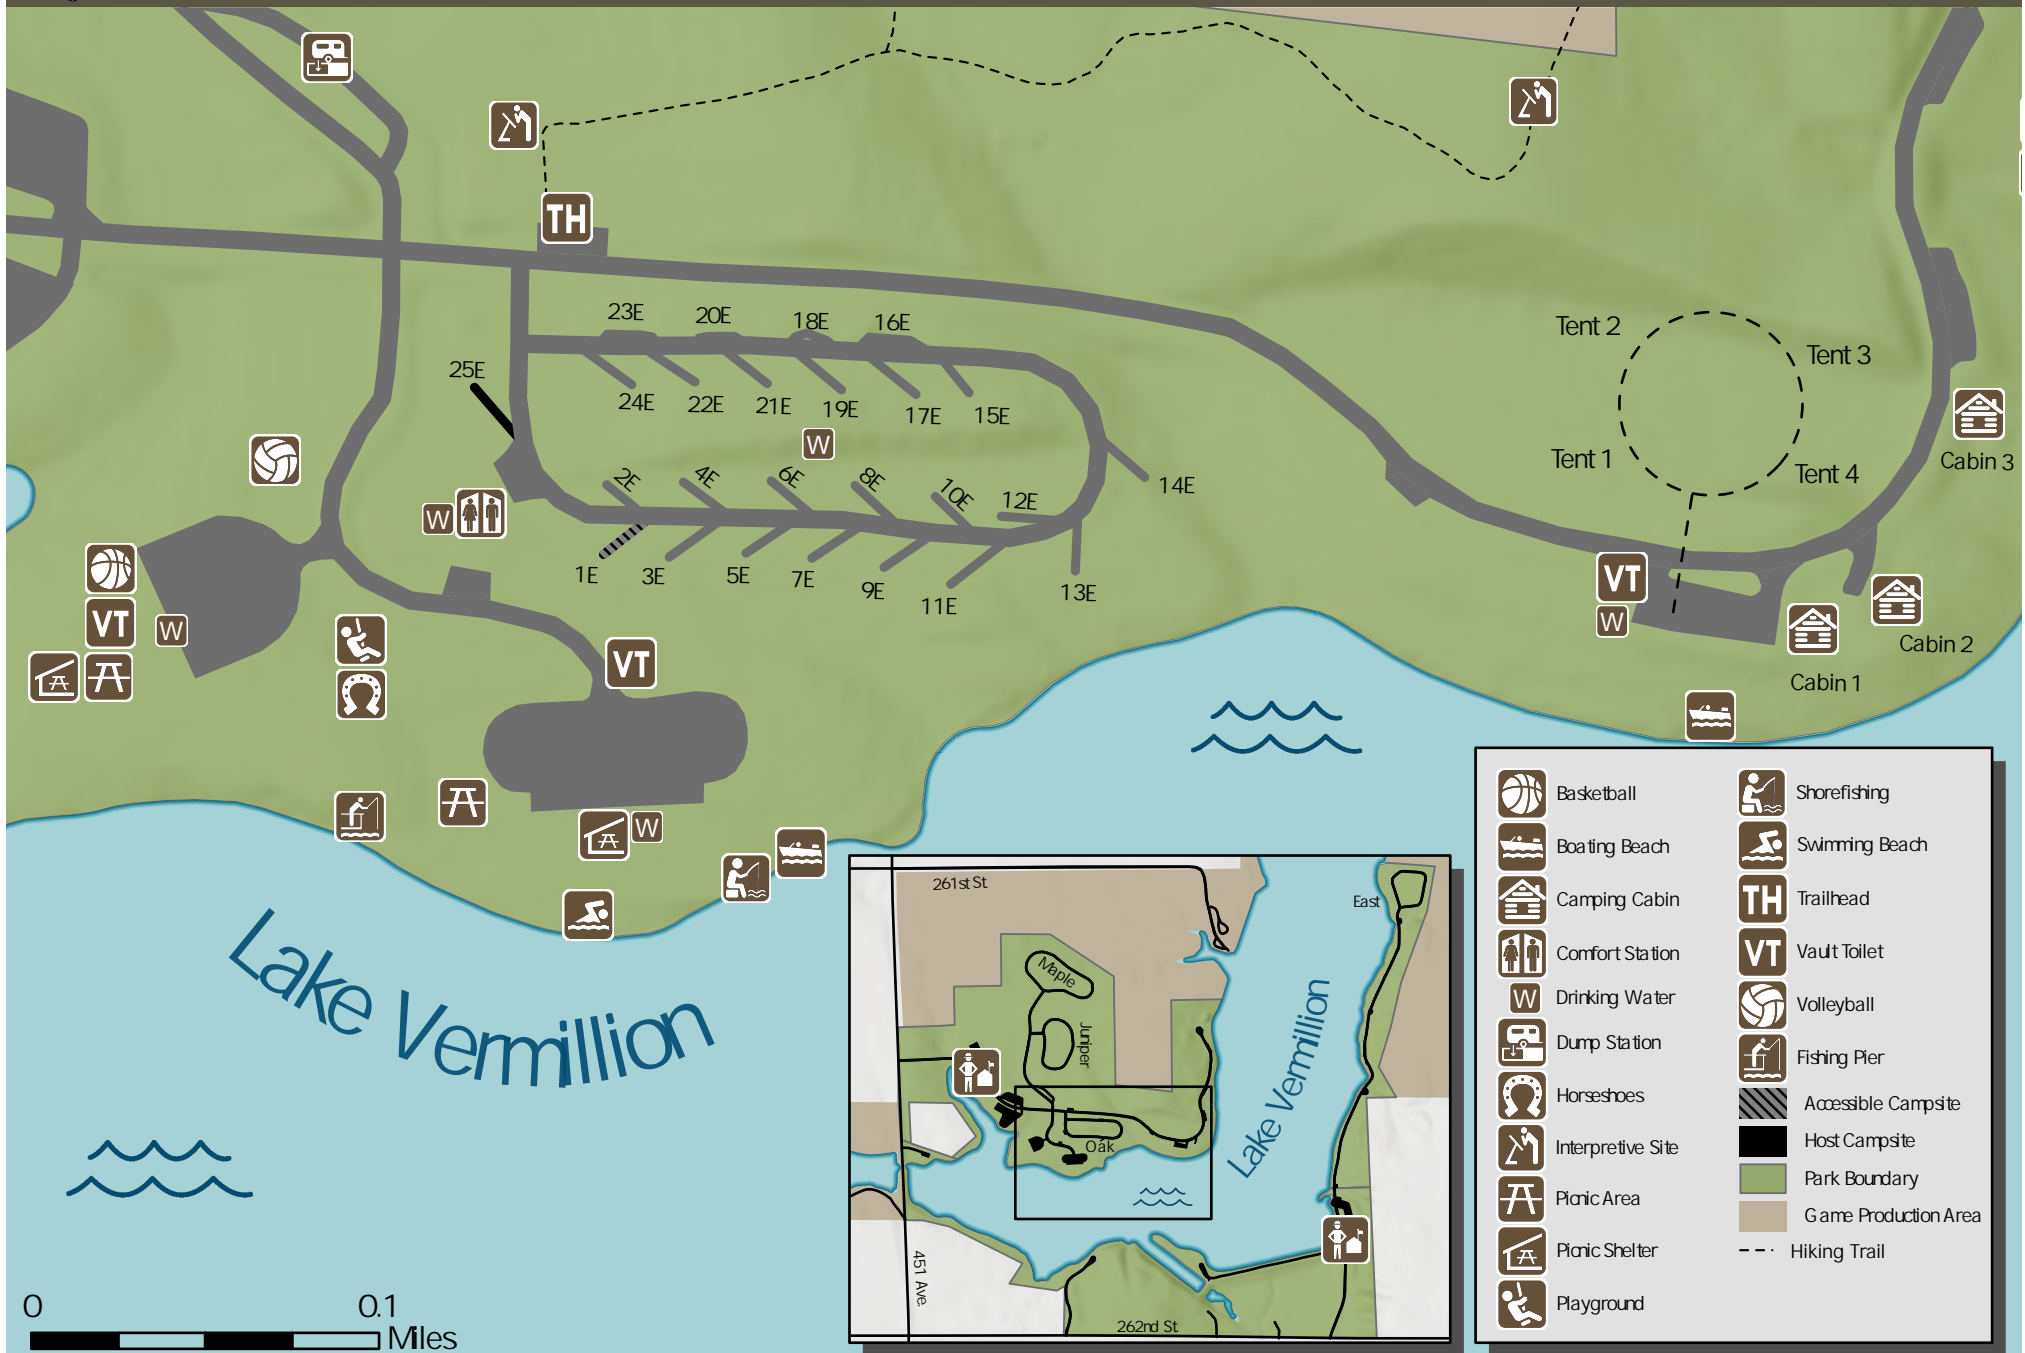 TH
23E
20E
18E
16E
25E
24E
22E
21E
19E
17E
15E
W
2E
4E
6E
8E
10E
12E
14E
W
1E
3E
5E
7E
9E
11E
13E
Tent 2
Tent 3
Tent 1
Tent 4
Cabin 3
VT
W
VT
W
VT
Cabin 2
Cabin 1
W
Lake Vermillion
0
0.1
Miles
261st St
East
Maple
Juniper
Oak
Lake Vermillion
451 Ave.
262nd St
Basketball
Boating Beach
Camping Cabin
Comfort Station
W Drinking Water
Dump Station
Horseshoes
Interpretive Site
Picnic Area
Picnic Shelter
Playground
Shorefishing
Swimming Beach
TH Trailhead
VT Vault Toilet
Volleyball
Fishing Pier
Accessible Campsite
Host Campsite
Park Boundary
Game Production Area
Hiking Trail